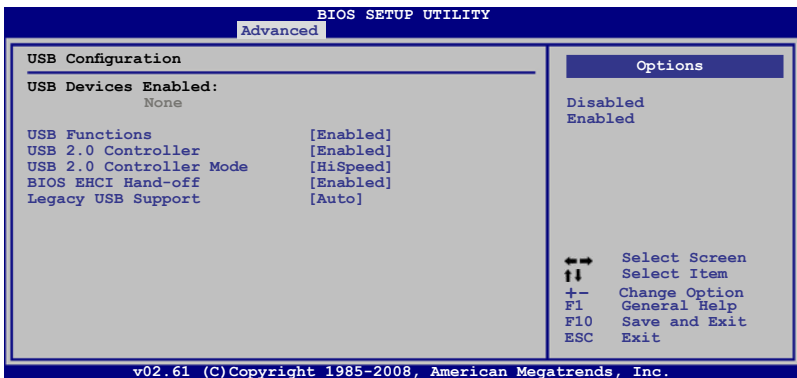 BIOS SETUP UTILITY
Advanced
USB Configuration
USB Devices Enabled:
None
USB Functions [Enabled]
USB 2.0 Controller [Enabled]
USB 2.0 Controller Mode [HiSpeed]
BIOS EHCI Hand-off [Enabled]
Legacy USB Support [Auto]
Options
Disabled
Enabled
←→ Select Screen
↑↓ Select Item
+- Change Option
F1 General Help
F10 Save and Exit
ESC Exit
v02.61 (C)Copyright 1985-2008, American Megatrends, Inc.